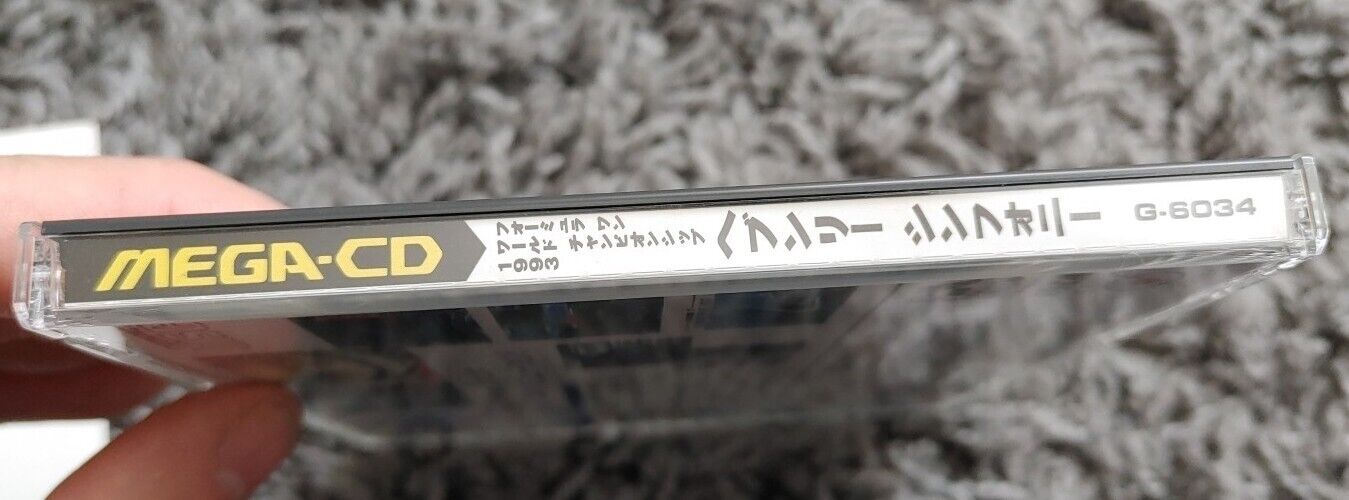 MEGA-CD
フォーミュラ ワン
ワールド チャンピオンシップ
1993
ヘブンリー シンフォニー
G-6034